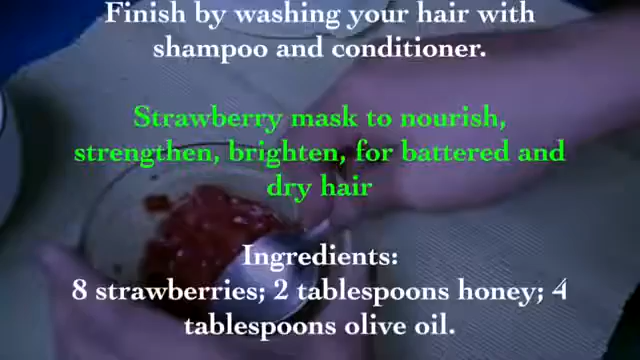 Finish by washing your hair with
shampoo and conditioner.
Strawberry mask to nourish,
strengthen, brighten, for battered and
dry hair
Ingredients:
8 strawberries; 2 tablespoons honey; 4
tablespoons olive oil.